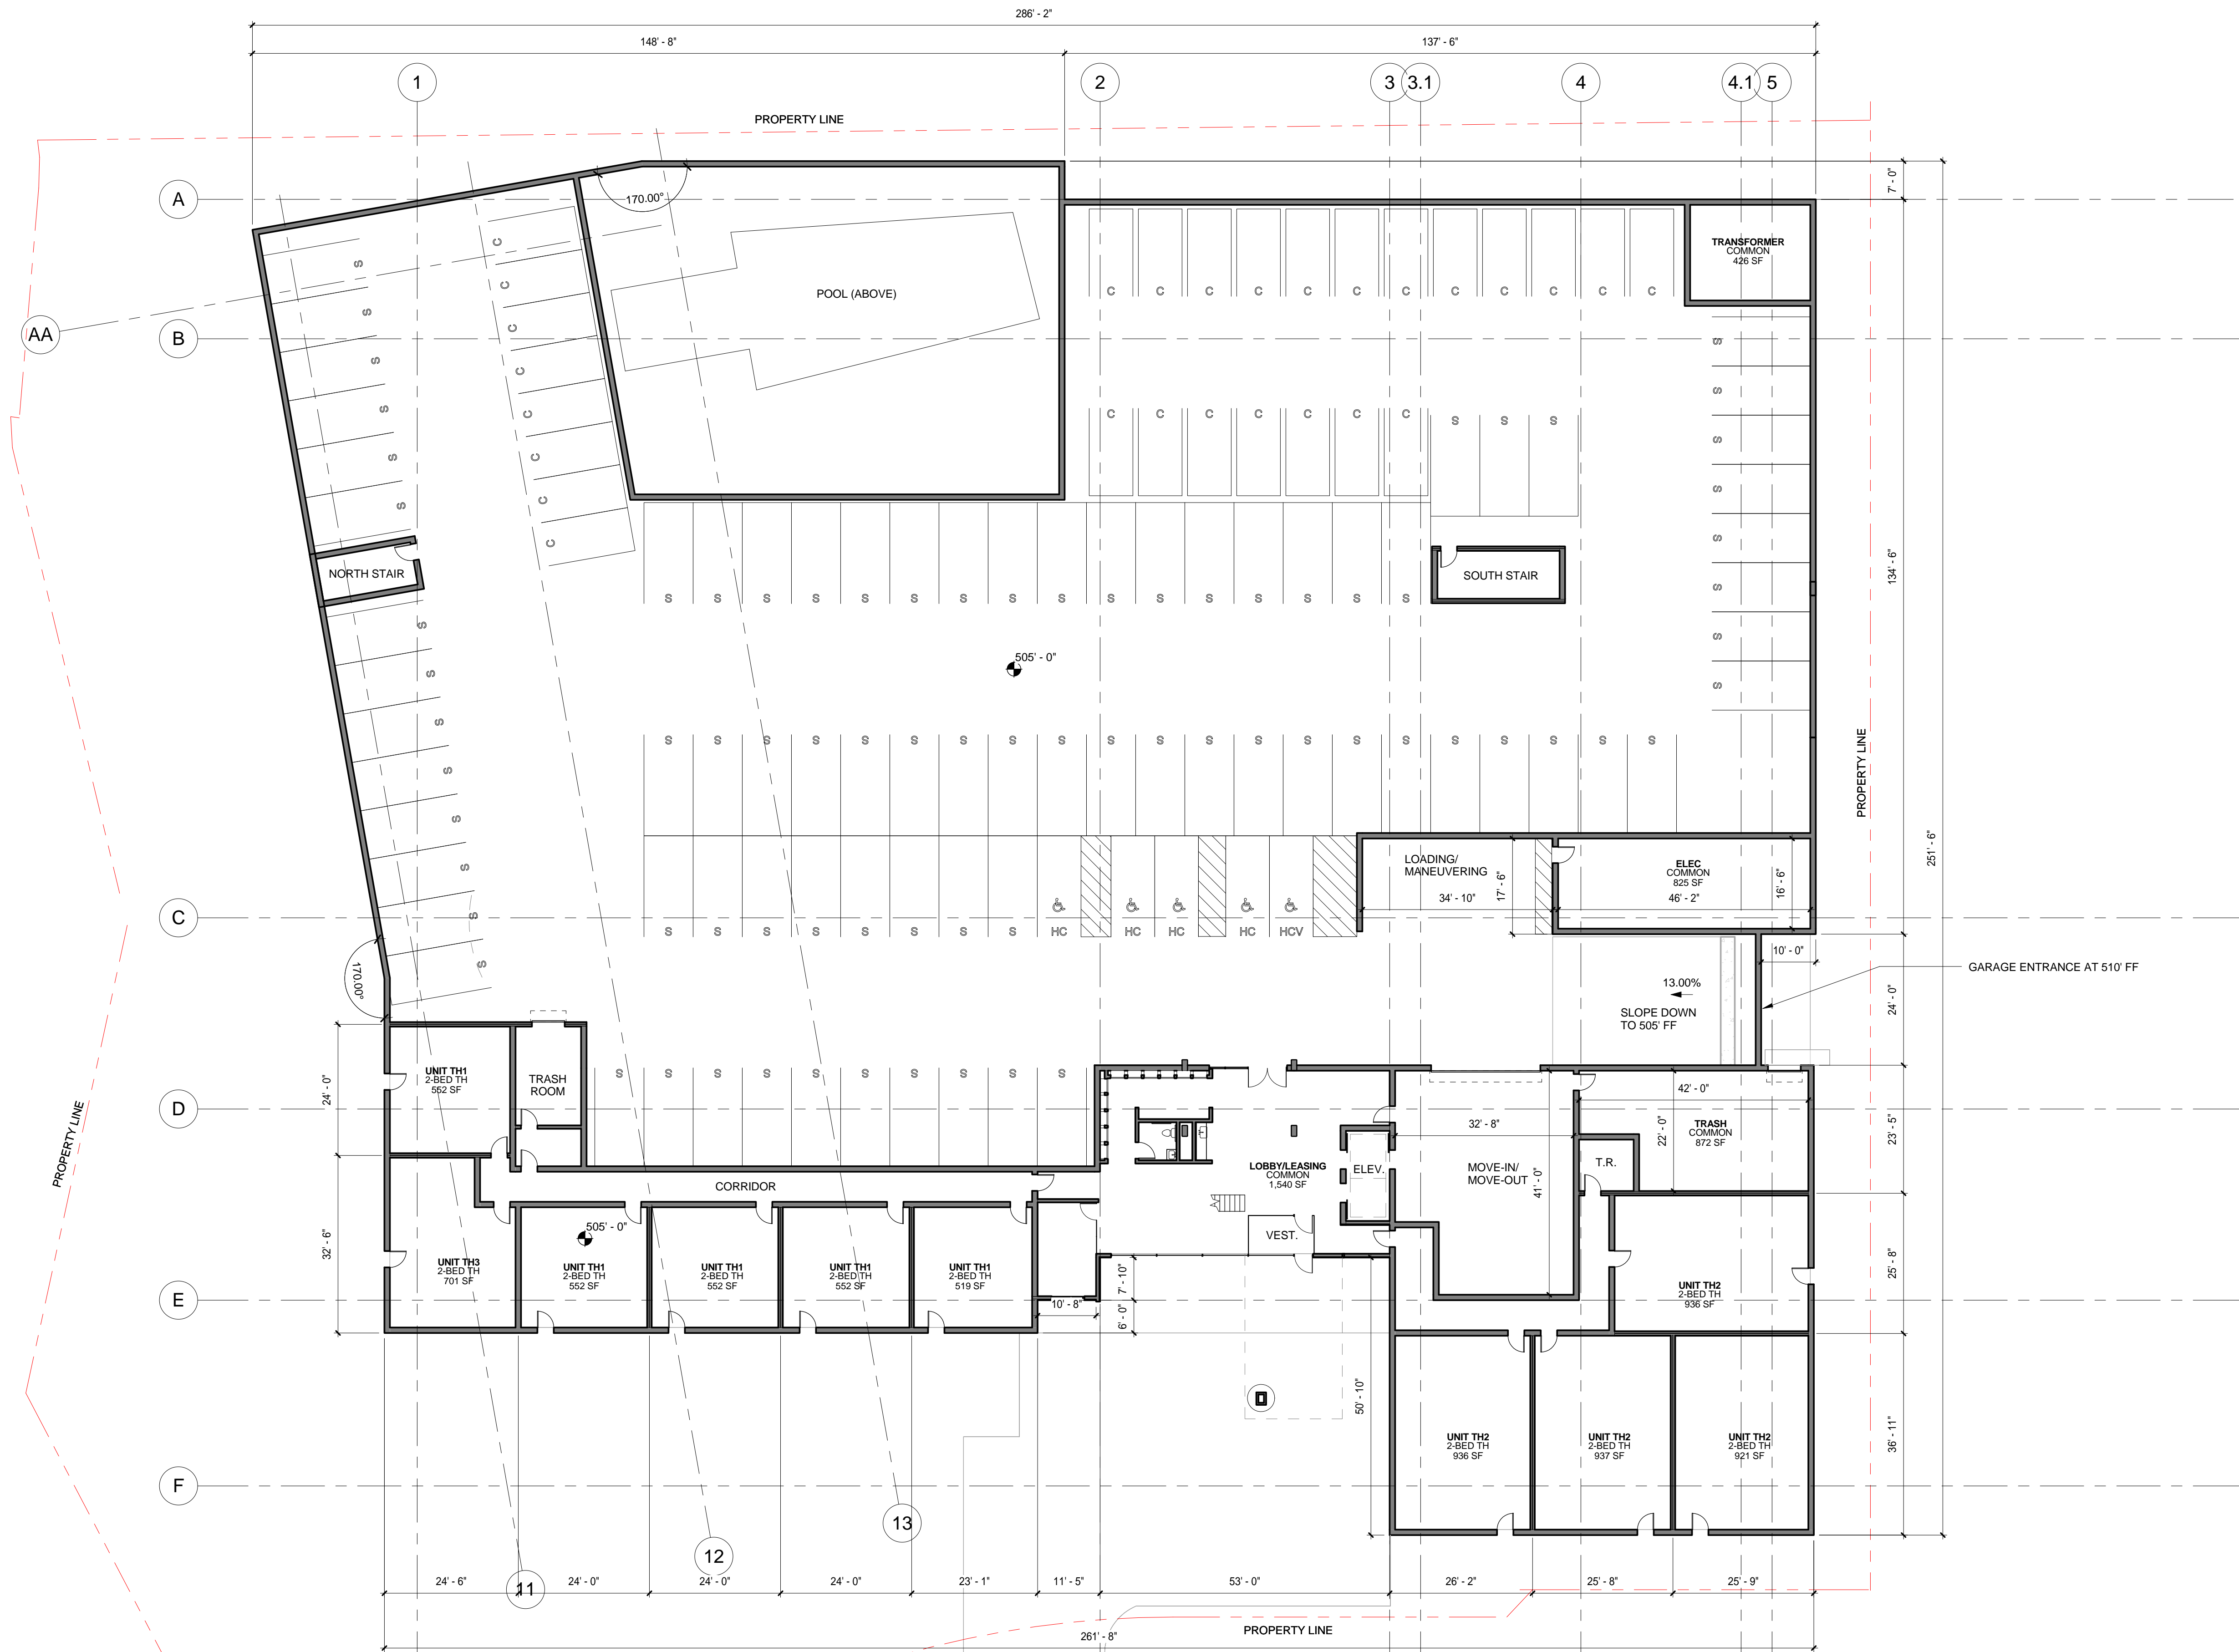 286' - 2"
148' - 8"
137' - 6"
1
2
3
3.1
4
4.1
5
PROPERTY LINE
A
7' - 0"
170.00°
TRANSFORMER
COMMON
426 SF
S
C
C C C C C C C C C C C C
POOL (ABOVE)
AA
B
S
S
S
S
S
S
C
C
C
C
C
C
C
C C C C C C C S S S
S
S
S
S
S
S
S
S
134' - 6"
NORTH STAIR
SOUTH STAIR
S S S S S S S S S S S S S S S S
S
S
S
S
S
S
S
S
505' - 0"
PROPERTY LINE
S S S S S S S S S S S S S S S S S S S S S
251' - 6"
LOADING/
MANEUVERING
34' - 10"
17' - 6"
ELEC
COMMON
825 SF
46' - 2"
16' - 6"
C
S S S S S S S S HC HC HC HC HCV
10' - 0"
GARAGE ENTRANCE AT 510' FF
170.00°
13.00%
SLOPE DOWN
TO 505' FF
24' - 0"
24' - 0"
UNIT TH1
2-BED TH
552 SF
TRASH
ROOM
S S S S S S S S S S
D
42' - 0"
TRASH
COMMON
872 SF
22' - 0"
23' - 5"
PROPERTY LINE
32' - 8"
T.R.
LOBBY/LEASING
COMMON
1,540 SF
ELEV.
MOVE-IN/
MOVE-OUT
41' - 0"
CORRIDOR
505' - 0"
VEST.
32' - 6"
UNIT TH3
2-BED TH
701 SF
UNIT TH1
2-BED TH
552 SF
UNIT TH1
2-BED TH
552 SF
UNIT TH1
2-BED TH
552 SF
UNIT TH1
2-BED TH
519 SF
7' - 10"
25' - 8"
UNIT TH2
2-BED TH
936 SF
E
10' - 8"
6' - 0"
50' - 10"
36' - 11"
UNIT TH2
2-BED TH
936 SF
UNIT TH2
2-BED TH
937 SF
UNIT TH2
2-BED TH
921 SF
F
13
12
11
24' - 6"
24' - 0"
24' - 0"
24' - 0"
23' - 1"
11' - 5"
53' - 0"
26' - 2"
25' - 8"
25' - 9"
PROPERTY LINE
261' - 8"